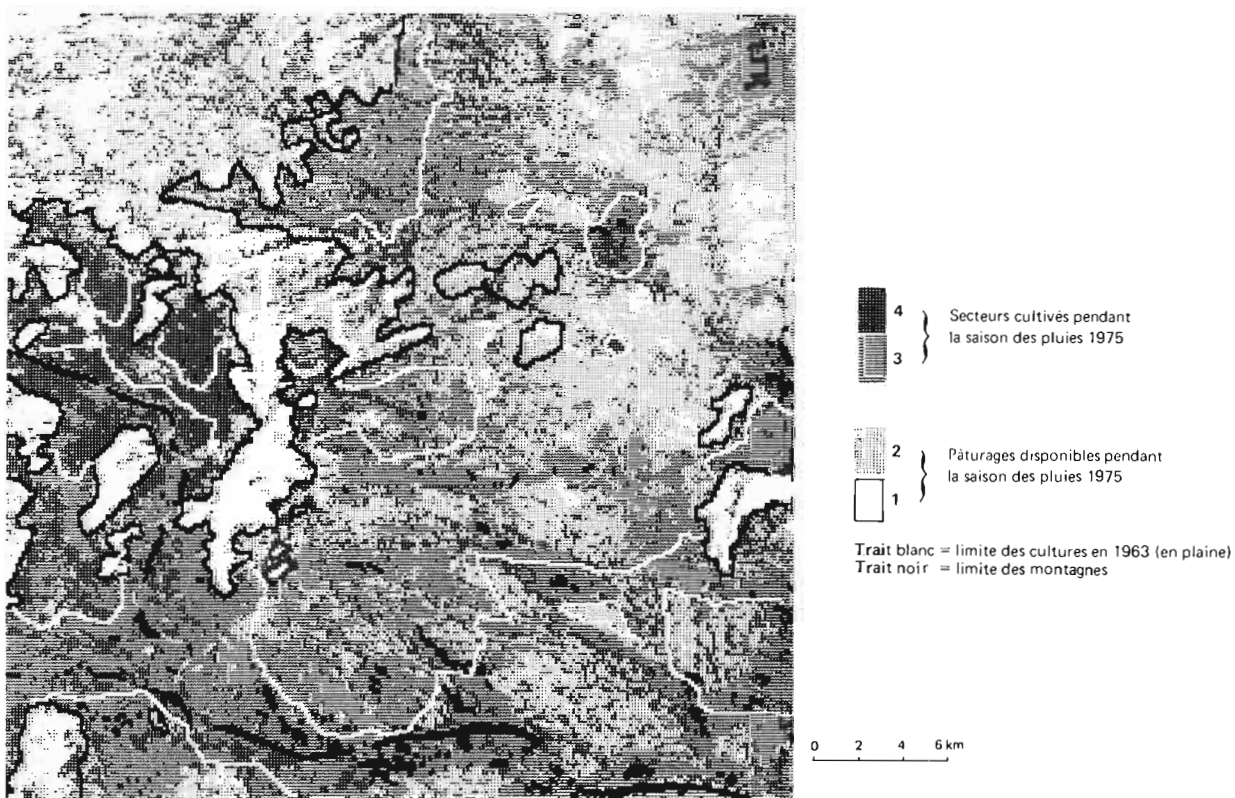 4
Secteurs cultivés pendant
la saison des pluies 1975
3
2
Pâturages disponibles pendant
la saison des pluies 1975
1
Trait blanc = limite des cultures en 1963 (en plaine)
Trait noir = limite des montagnes
0 2 4 6 km